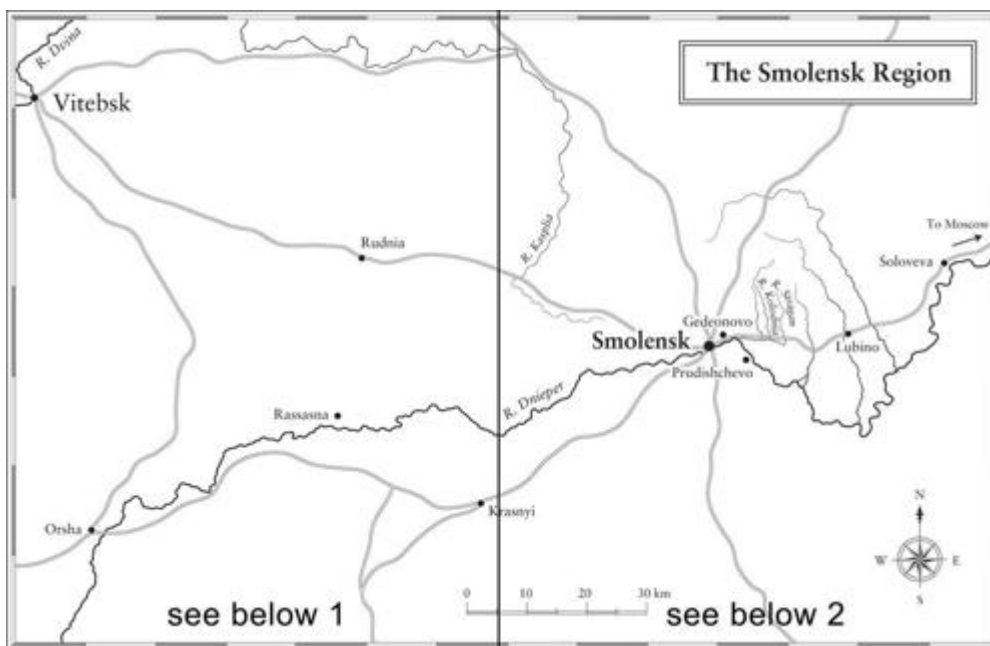 The Smolensk Region
R. Dvina
Vitebsk
To Moscow
Rudnia
R. Kasplia
Soloveva
Gedeonovo
Smolensk
Lubino
Prudishchevo
R. Dnieper
Rassasna
Krasnyi
Orsha
N
W
E
S
0 10 20 30 km
see below 1
see below 2